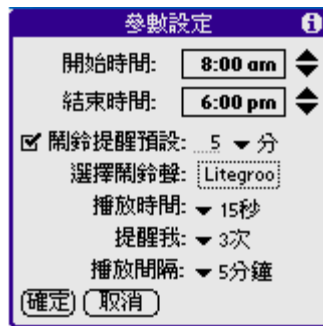 參數設定
開始時間: 8:00 am
結束時間: 6:00 pm
鬧鈴提醒預設: 5 分
選擇鬧鈴聲: Litegroo
播放時間: 15秒
提醒我: 3次
播放間隔: 5分鐘
確定 取消